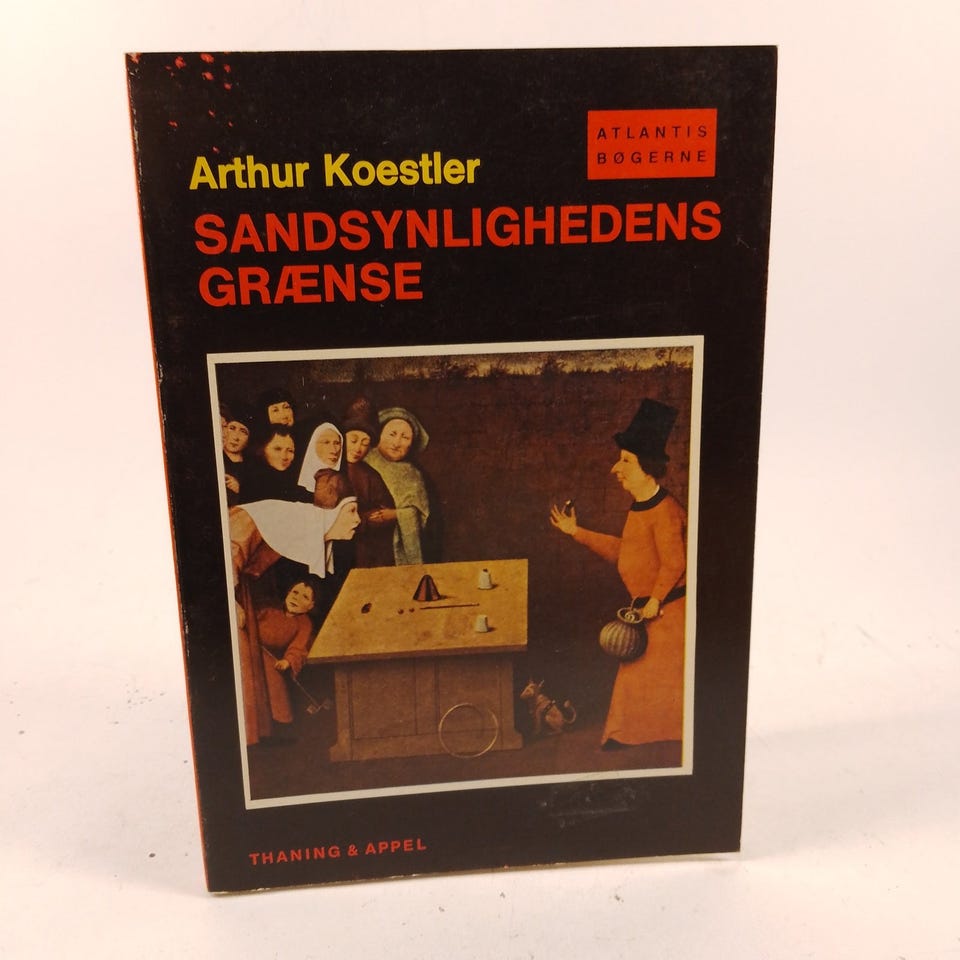 ATLANTIS
BØGERNE
Arthur Koestler
SANDSYNLIGHEDENS
GRÆNSE
THANING & APPEL